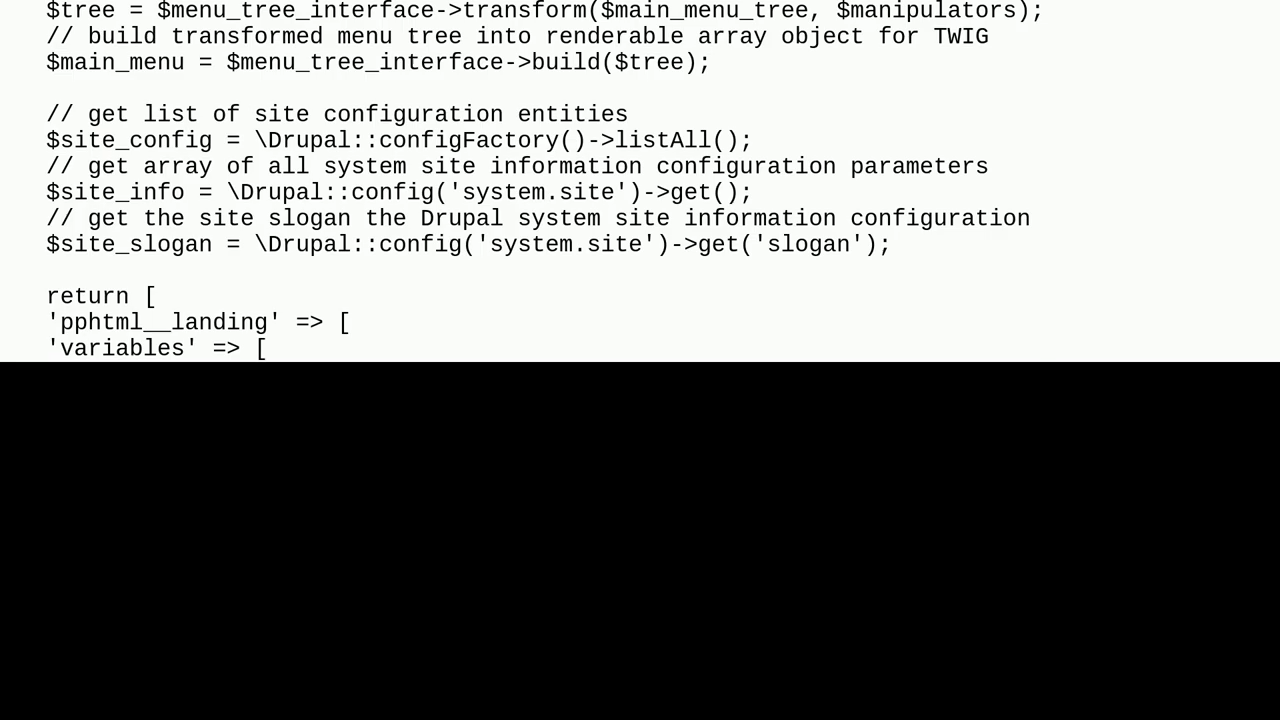 $tree = $menu_tree_interface->transform($main_menu_tree, $manipulators);
// build transformed menu tree into renderable array object for TWIG
$main_menu = $menu_tree_interface->build($tree);
// get list of site configuration entities
$site_config = \Drupal::configFactory()->listAll();
// get array of all system site information configuration parameters
$site_info = \Drupal::config('system.site')->get();
// get the site slogan the Drupal system site information configuration
$site_slogan = \Drupal::config('system.site')->get('slogan');
return [
'pphtml__landing' => [
'variables' => [